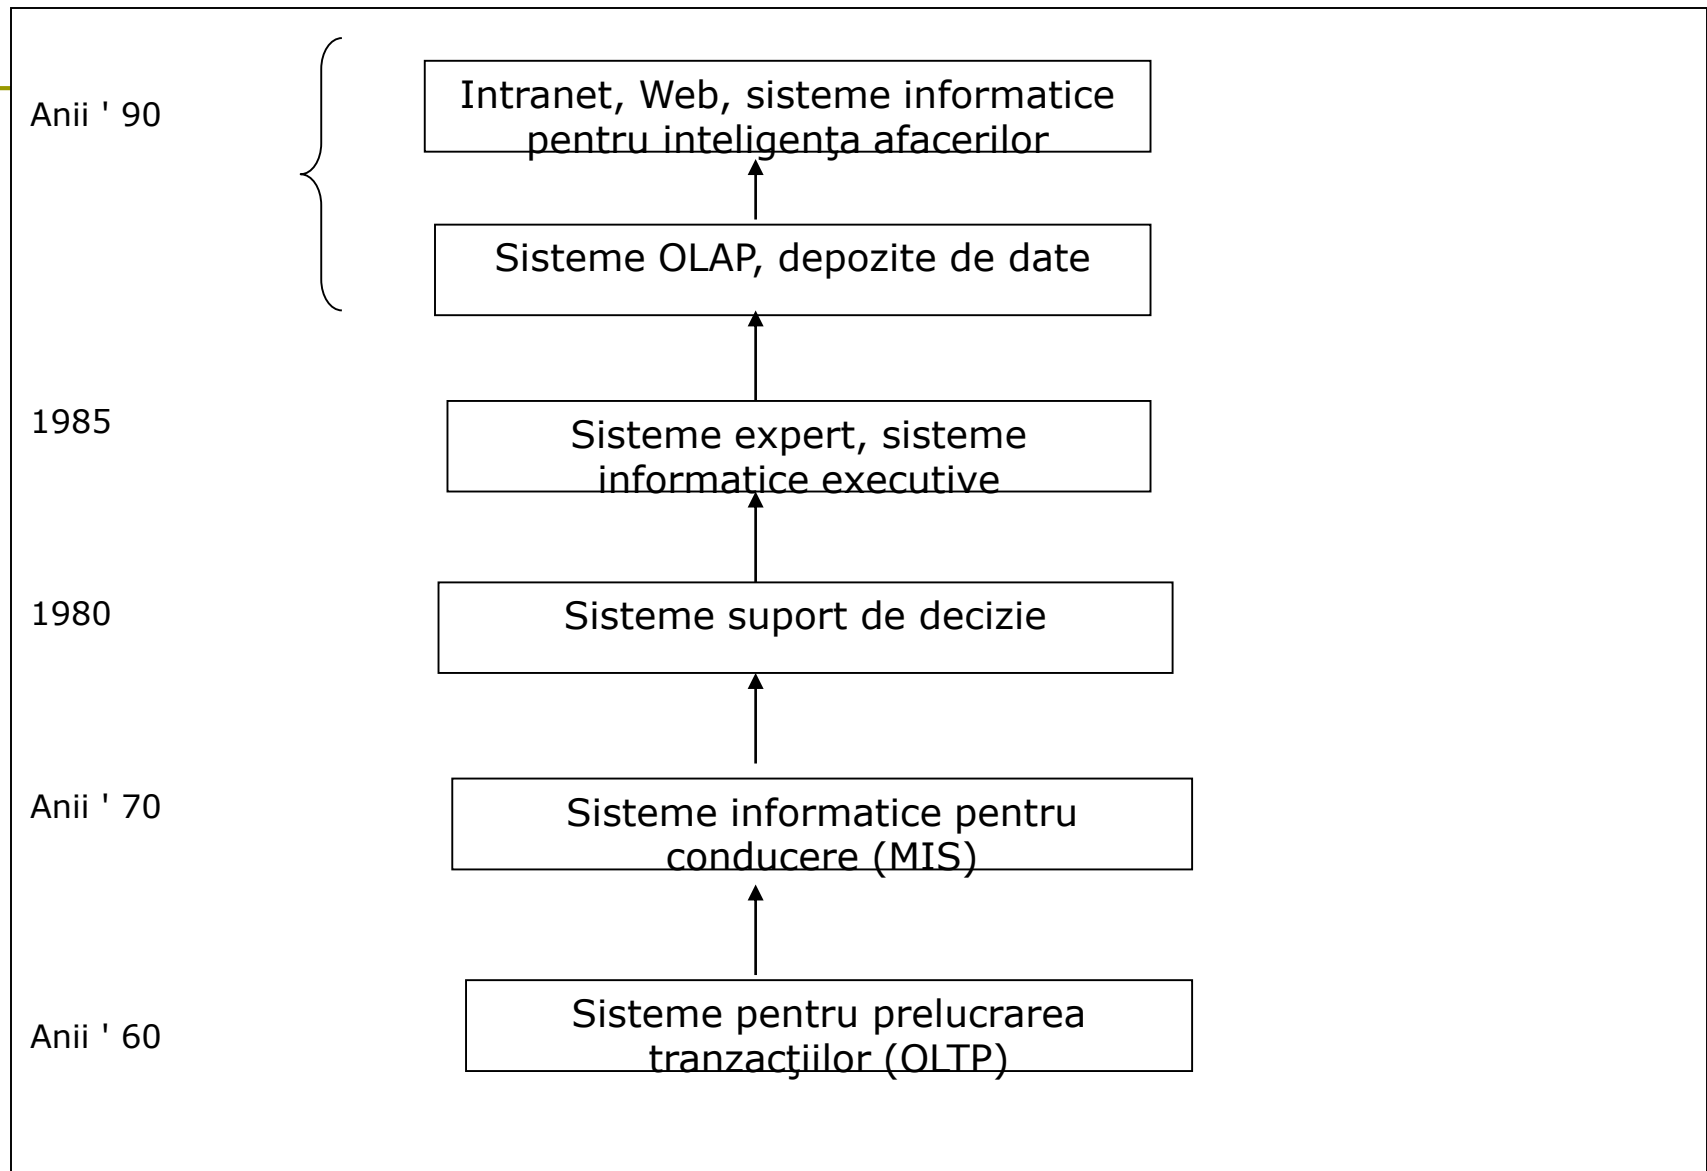 Anii ' 90
Intranet, Web, sisteme informatice
pentru inteligenţa afacerilor
Sisteme OLAP, depozite de date
1985
Sisteme expert, sisteme
informatice executive
1980
Sisteme suport de decizie
Anii ' 70
Sisteme informatice pentru
conducere (MIS)
Anii ' 60
Sisteme pentru prelucrarea
tranzacţiilor (OLTP)